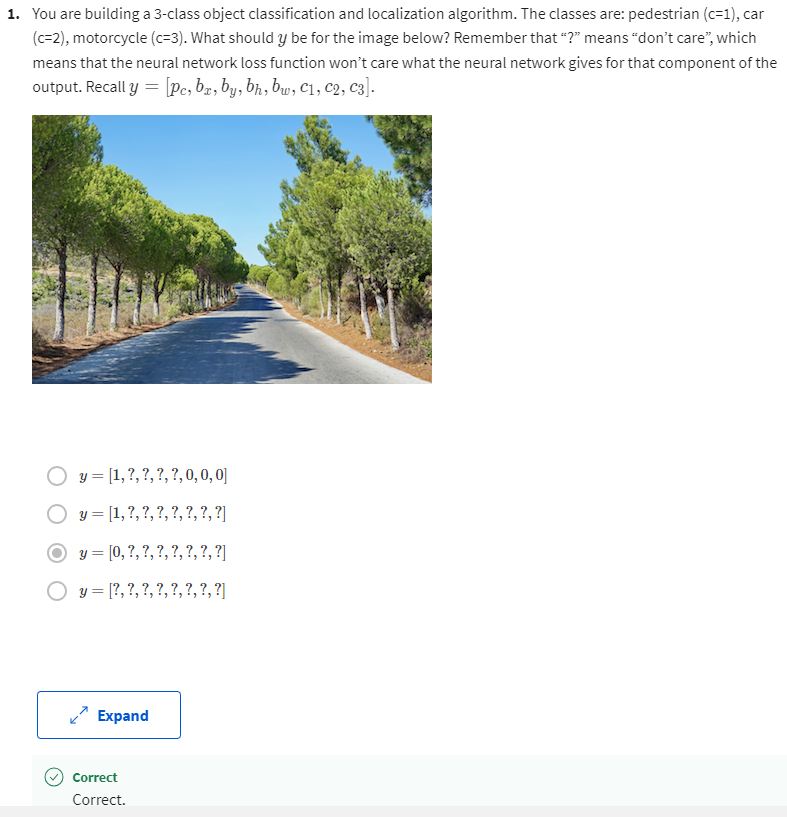 1. You are building a 3-class object classification and localization algorithm. The classes are: pedestrian (c=1), car
(c=2), motorcycle (c=3). What should y be for the image below? Remember that “?” means “don’t care”, which
means that the neural network loss function won’t care what the neural network gives for that component of the
output. Recall y = [p_c, b_x, b_y, b_h, b_w, c_1, c_2, c_3].
y = [1, ?, ?, ?, ?, 0, 0, 0]
y = [1, ?, ?, ?, ?, ?, ?, ?]
y = [0, ?, ?, ?, ?, ?, ?, ?]
y = [?, ?, ?, ?, ?, ?, ?, ?]
Expand
Correct
Correct.